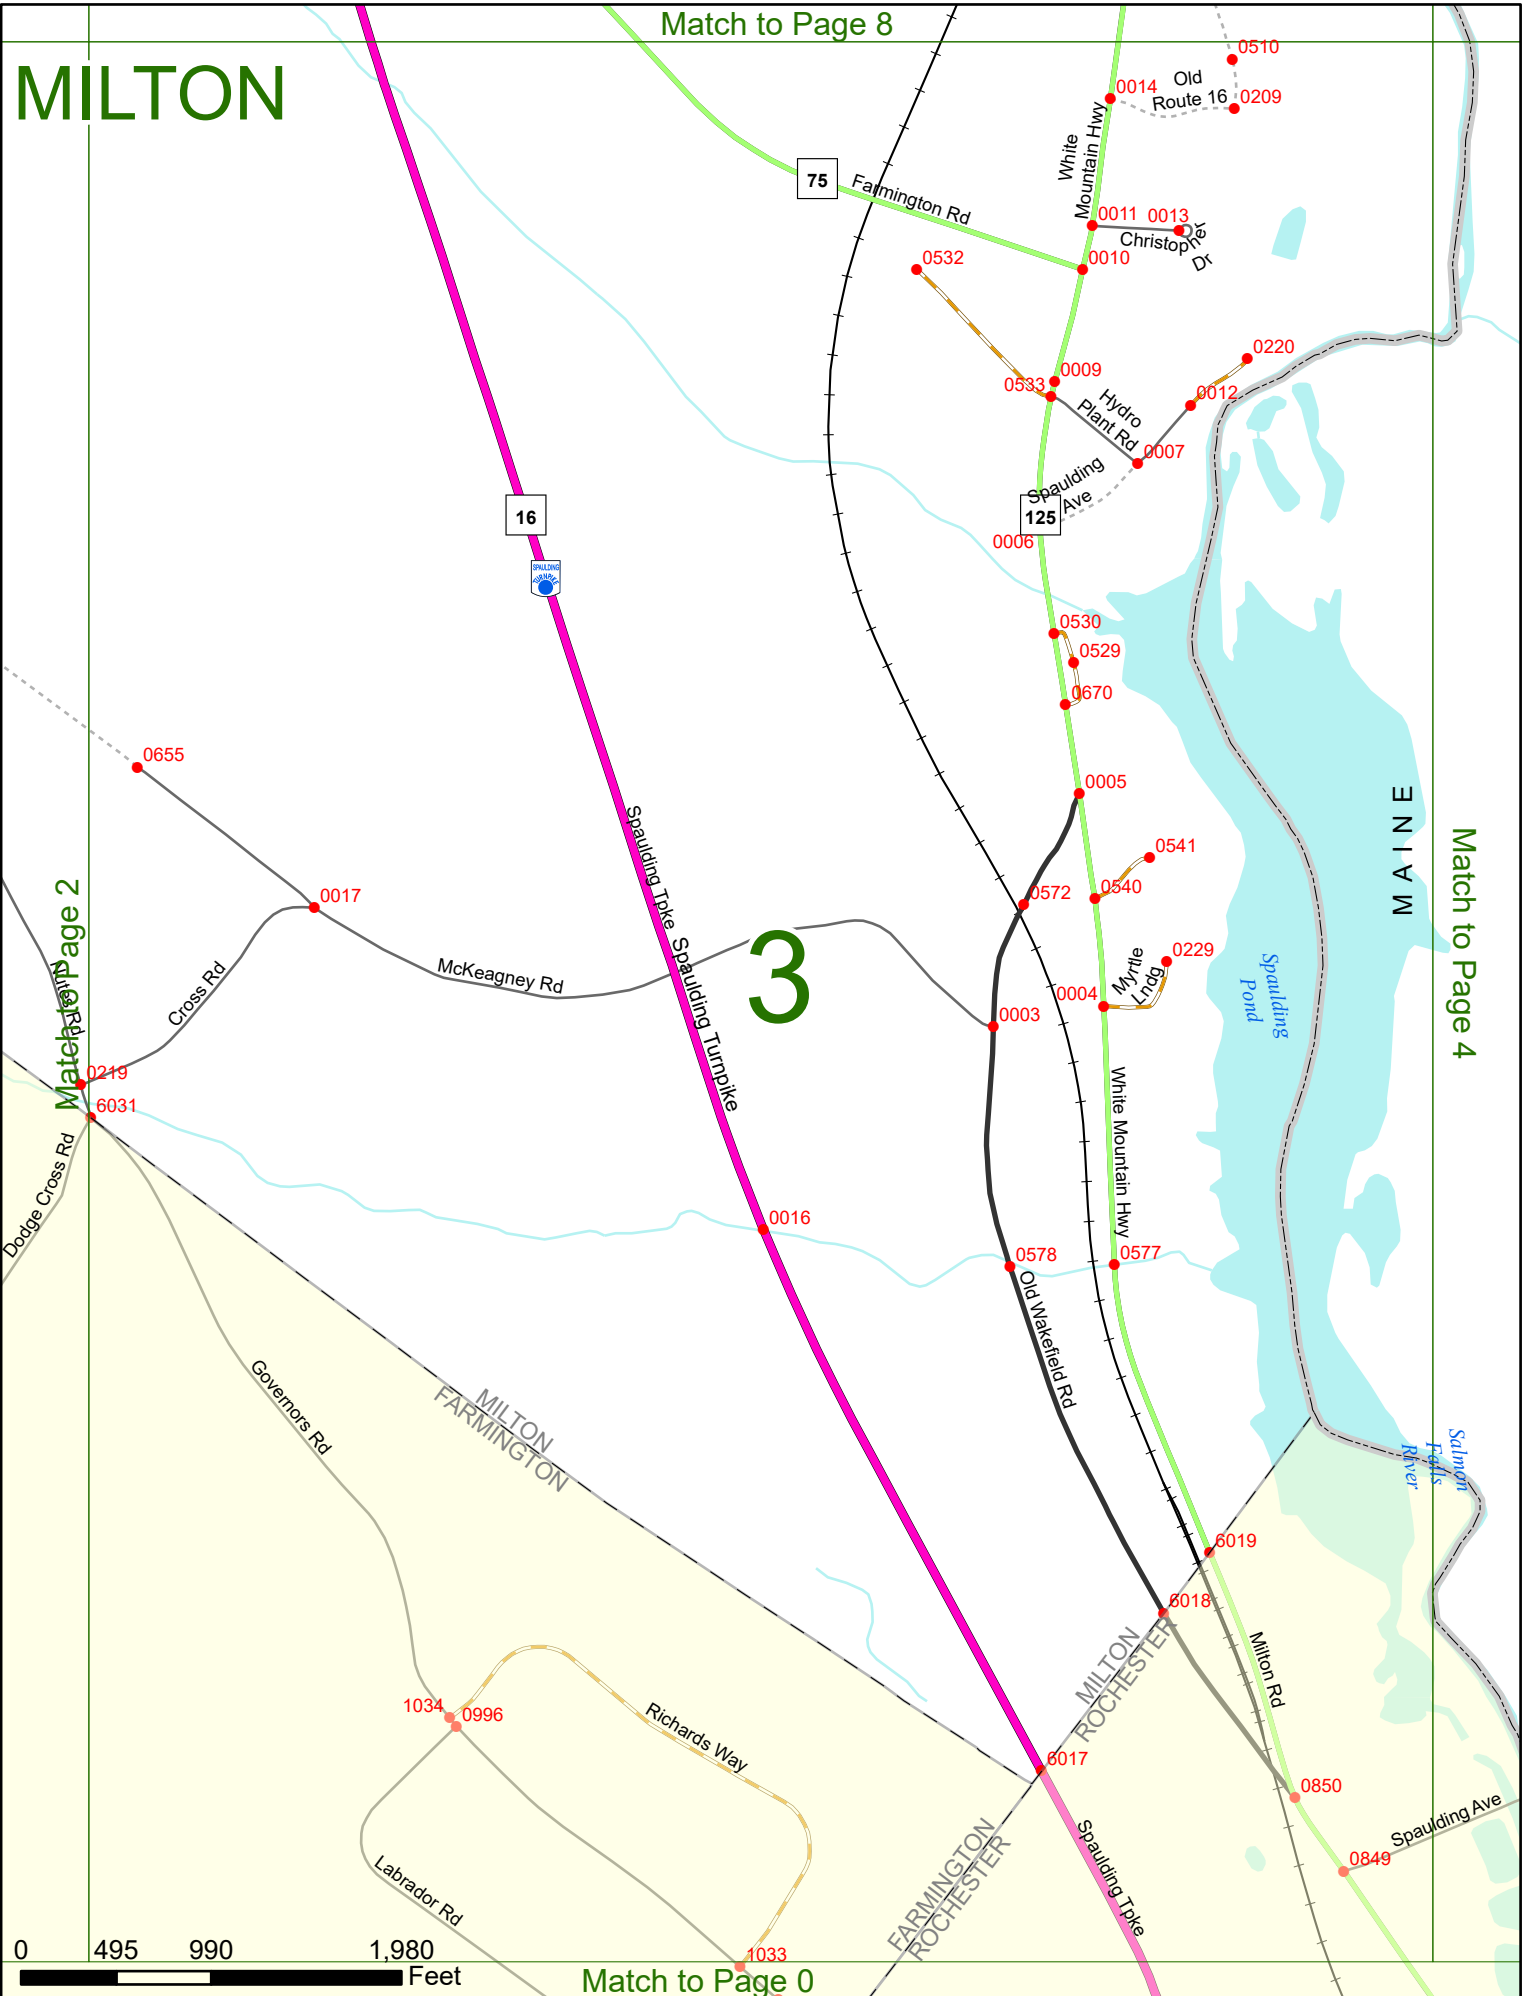 Match to Page 8
MILTON
0510
Old
Route 16
0014
0209
White
Mountain Hwy
75
Farmington Rd
0011
0013
Christopher
Dr
0010
0532
0220
0009
0533
0012
Hydro
Plant Rd
0007
Spaulding
Ave
16
125
0006
SPAULDING
TURNPIKE
0530
0529
0670
0655
0005
MAINE
Spaulding Tpke
0541
0540
0572
Match to Page 4
Match to Page 2
0017
Nutes Rd
Cross Rd
McKeagney Rd
3
Spaulding Turnpike
Myrtle
Lndg
0229
0004
0003
Spaulding
Pond
0219
6031
White Mountain Hwy
Dodge Cross Rd
0016
0578
0577
Old Wakefield Rd
Governors Rd
MILTON
FARMINGTON
Salmon
Falls
River
6019
6018
MILTON
ROCHESTER
Milton Rd
1034
0996
Richards Way
6017
0850
Spaulding Ave
FARMINGTON
ROCHESTER
Spaulding Tpke
0849
Labrador Rd
1033
0 495 990 1,980
Feet
Match to Page 0